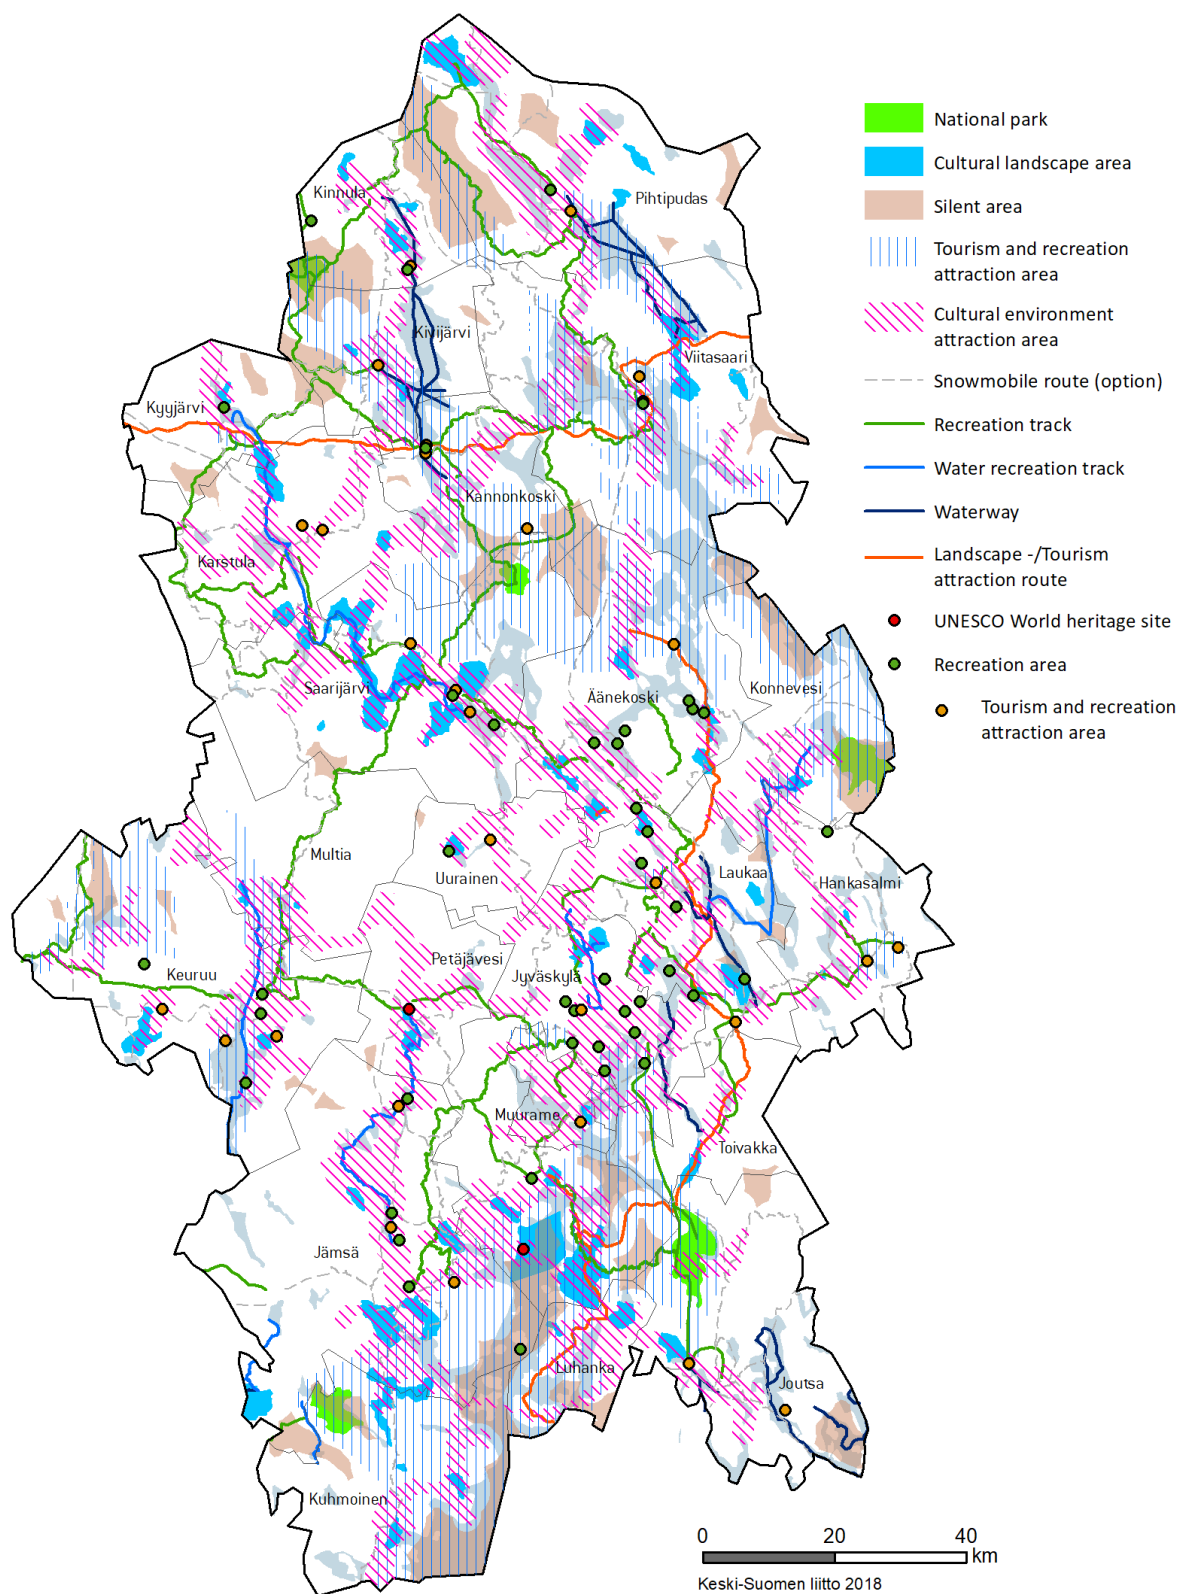 National park
Cultural landscape area
Silent area
Tourism and recreation
attraction area
Cultural environment
attraction area
Snowmobile route (option)
Recreation track
Water recreation track
Waterway
Landscape -/Tourism
attraction route
UNESCO World heritage site
Recreation area
Tourism and recreation
attraction area
Kinnula
Pihtipudas
Kivijärvi
Viitasaari
Kyyjärvi
Kannonkoski
Karstula
Saarijärvi
Äänekoski
Konnevesi
Multia
Uurainen
Laukaa
Hankasalmi
Keuruu
Petäjävesi
Jyväskylä
Muurame
Toivakka
Jämsä
Luhanka
Joutsa
Kuhmoinen
0 20 40
km
Keski-Suomen liitto 2018